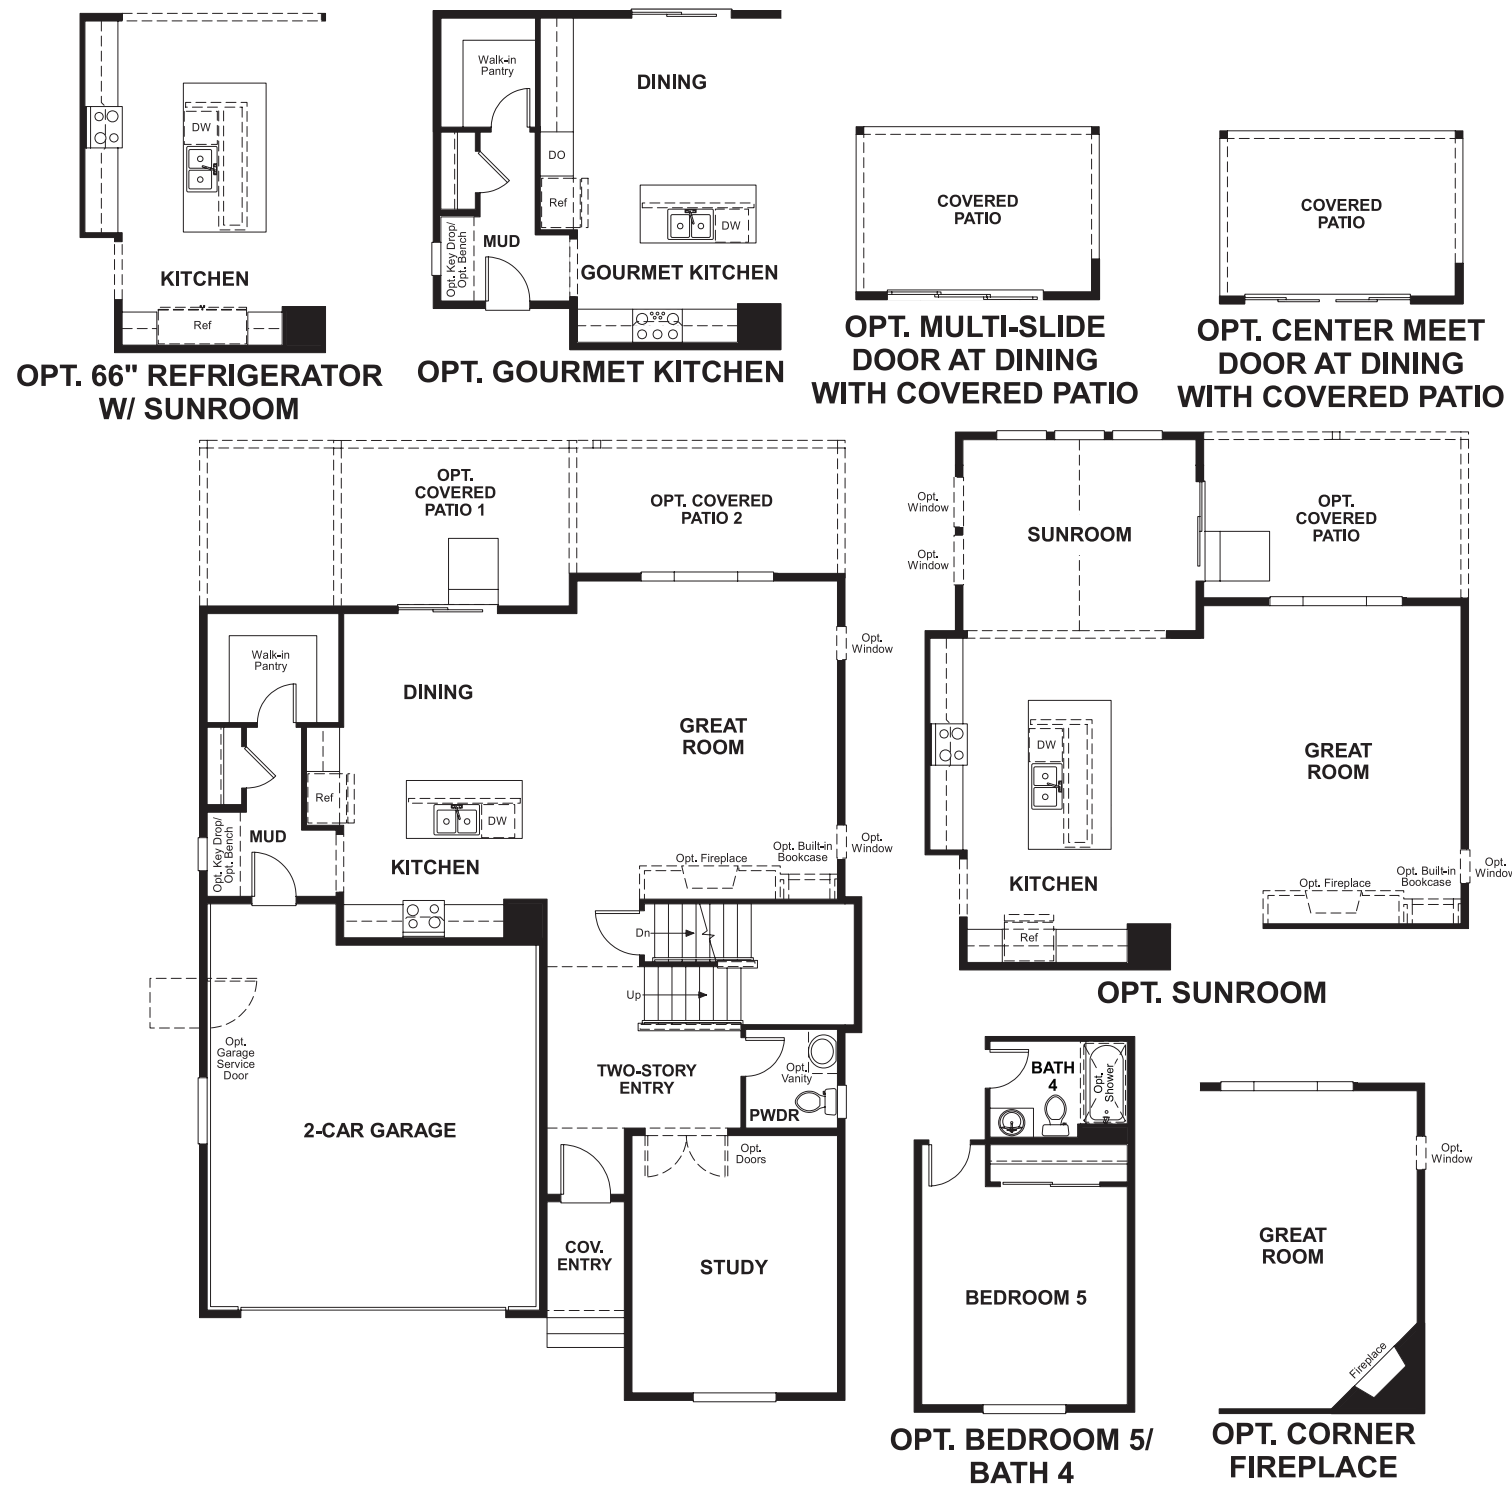 DW
KITCHEN
Ref
OPT. 66" REFRIGERATOR
W/ SUNROOM
Walk-in
Pantry
DINING
DO
Ref
DW
Opt. Key Drop/
Opt. Bench
MUD
GOURMET KITCHEN
OPT. GOURMET KITCHEN
COVERED
PATIO
OPT. MULTI-SLIDE
DOOR AT DINING
WITH COVERED PATIO
COVERED
PATIO
OPT. CENTER MEET
DOOR AT DINING
WITH COVERED PATIO
OPT.
COVERED
PATIO 1
OPT. COVERED
PATIO 2
Walk-in
Pantry
DINING
GREAT
ROOM
Opt.
Window
Ref
DW
Opt. Key Drop/
Opt. Bench
MUD
KITCHEN
Opt. Fireplace
Opt. Built-in
Bookcase
Opt.
Window
Dn
Up
Opt.
Garage
Service
Door
TWO-STORY
ENTRY
Opt.
Vanity
PWDR
2-CAR GARAGE
Opt.
Doors
COV.
ENTRY
STUDY
Opt.
Window
Opt.
Window
SUNROOM
OPT.
COVERED
PATIO
DW
GREAT
ROOM
KITCHEN
Opt. Fireplace
Opt. Built-in
Bookcase
Opt.
Window
Ref
OPT. SUNROOM
BATH
4
Opt.
Shower
BEDROOM 5
OPT. BEDROOM 5/
BATH 4
Opt.
Window
GREAT
ROOM
Fireplace
OPT. CORNER
FIREPLACE